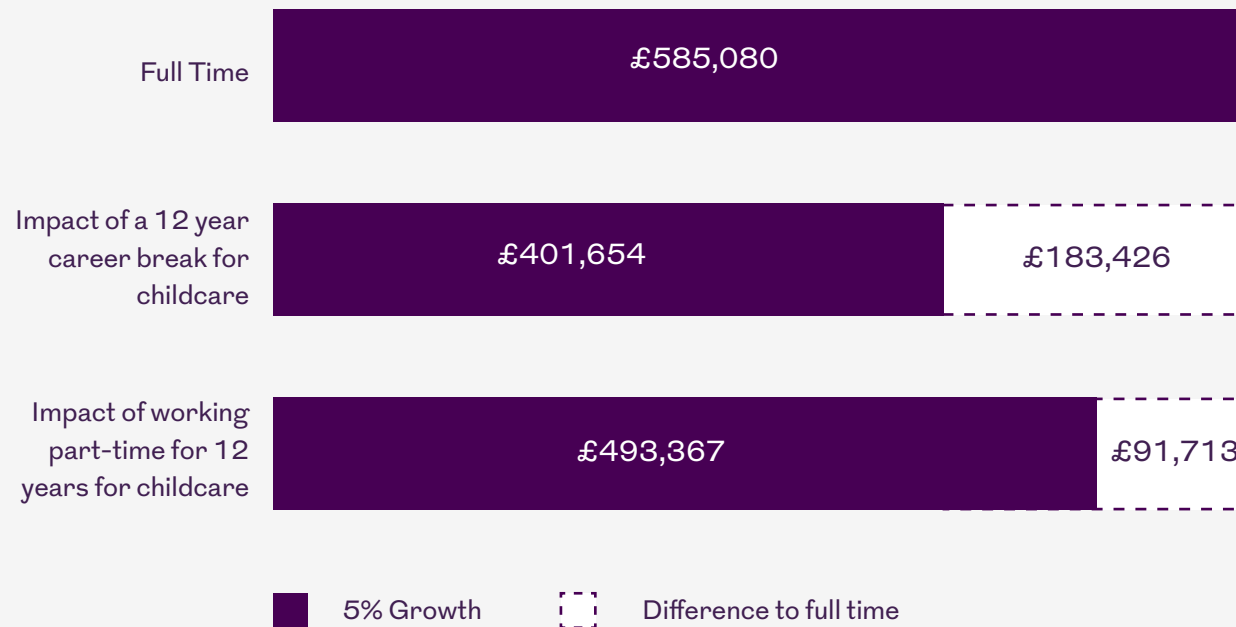 Full Time
£585,080
Impact of a 12 year
career break for
childcare
£401,654
£183,426
Impact of working
part-time for 12
years for childcare
£493,367
£91,713
5% Growth
Difference to full time